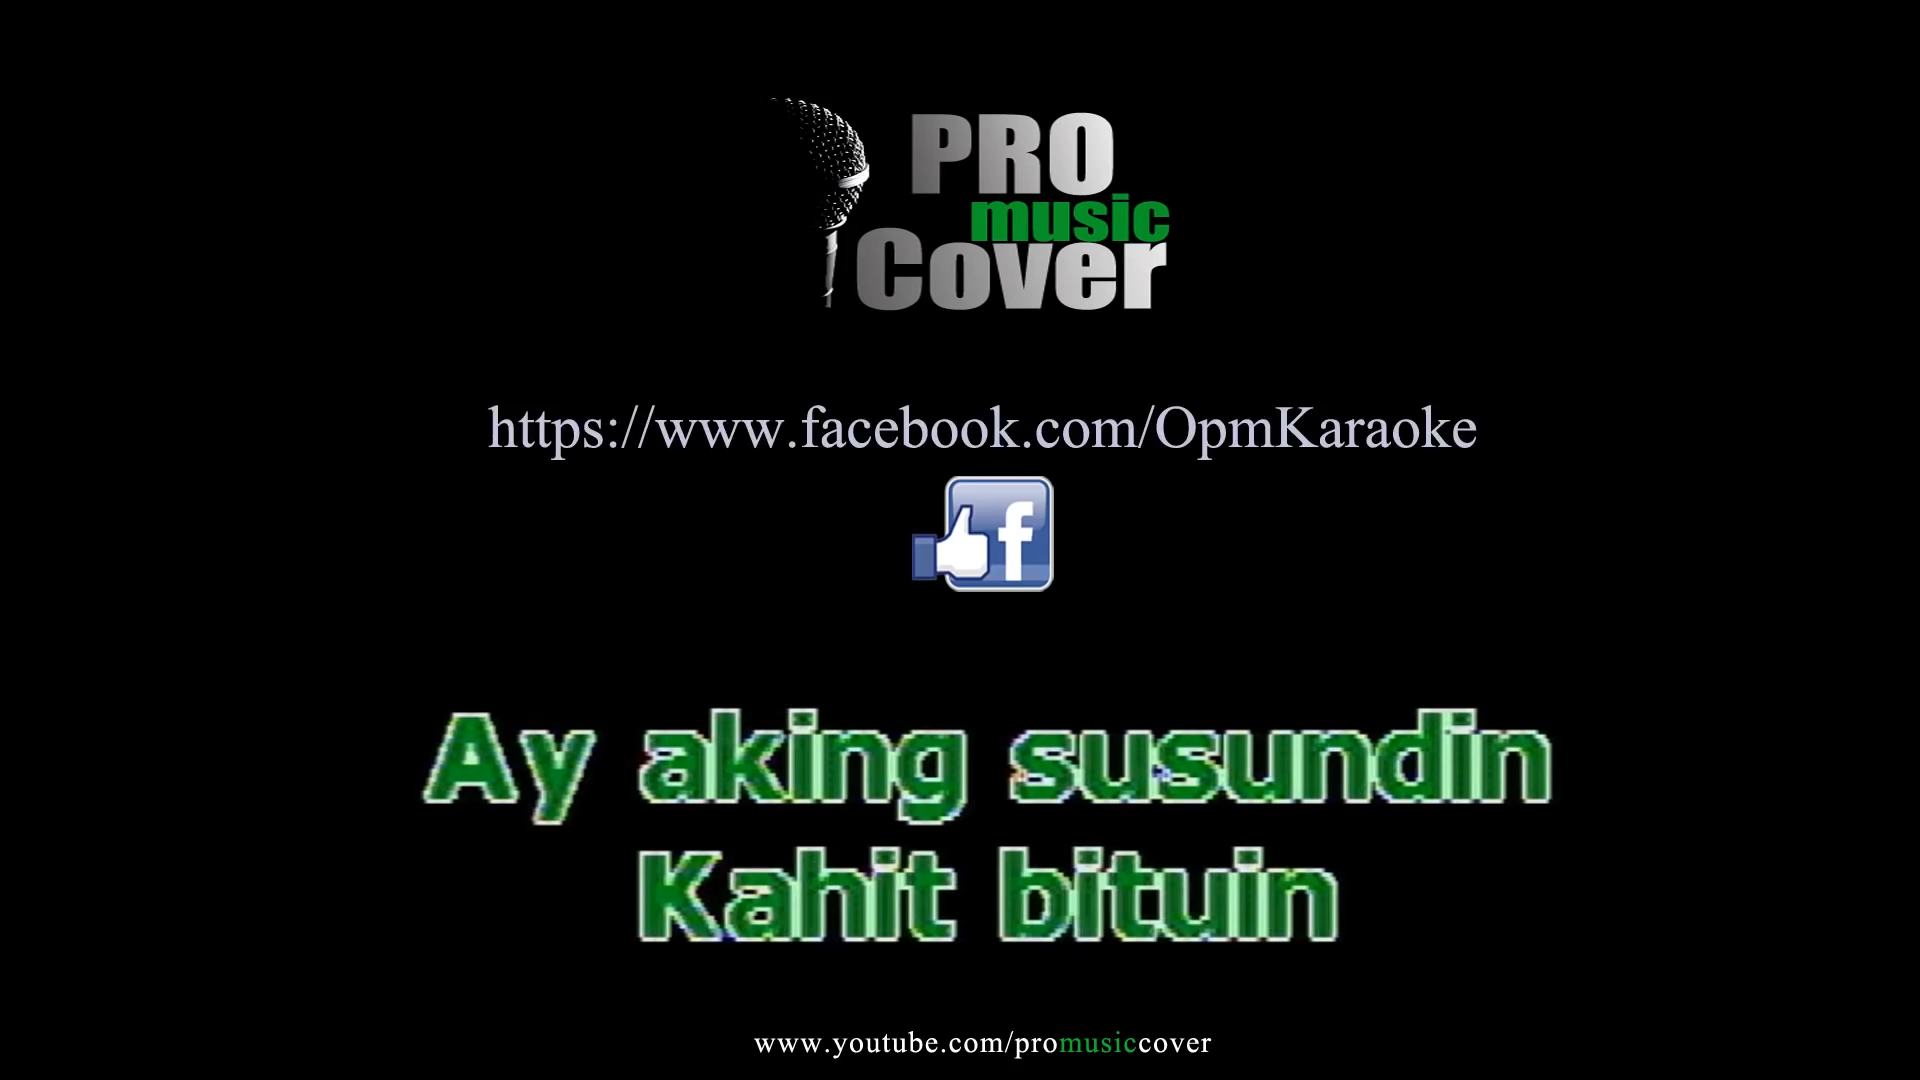 PRO
music
Cover
https://www.facebook.com/OpmKaraoke
f
Ay aking susundin
Kahit bituin
www.youtube.com/promusiccover